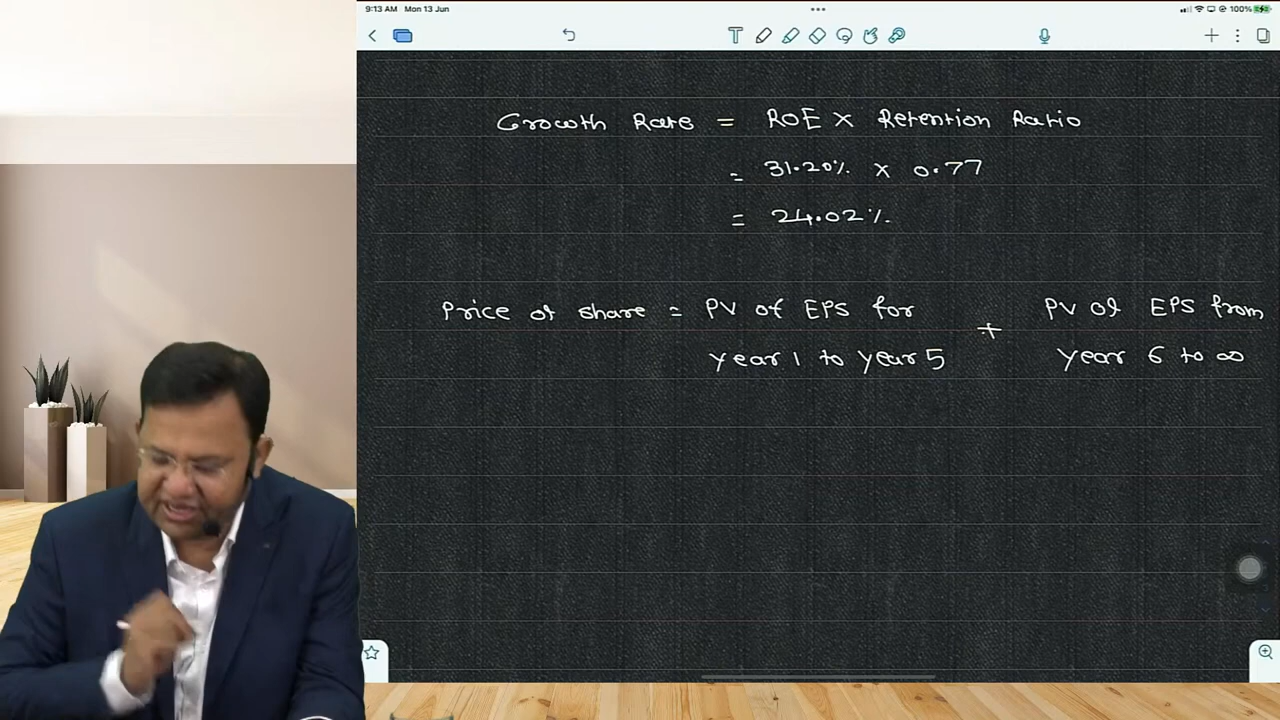 9:13 AM Mon 13 Jun
100%
Growth Rate = ROE X Retention Ratio
= 31.20% X 0.77
= 24.02%
Price of share = PV of EPS for + PV of EPS from
year 1 to year 5 year 6 to ∞